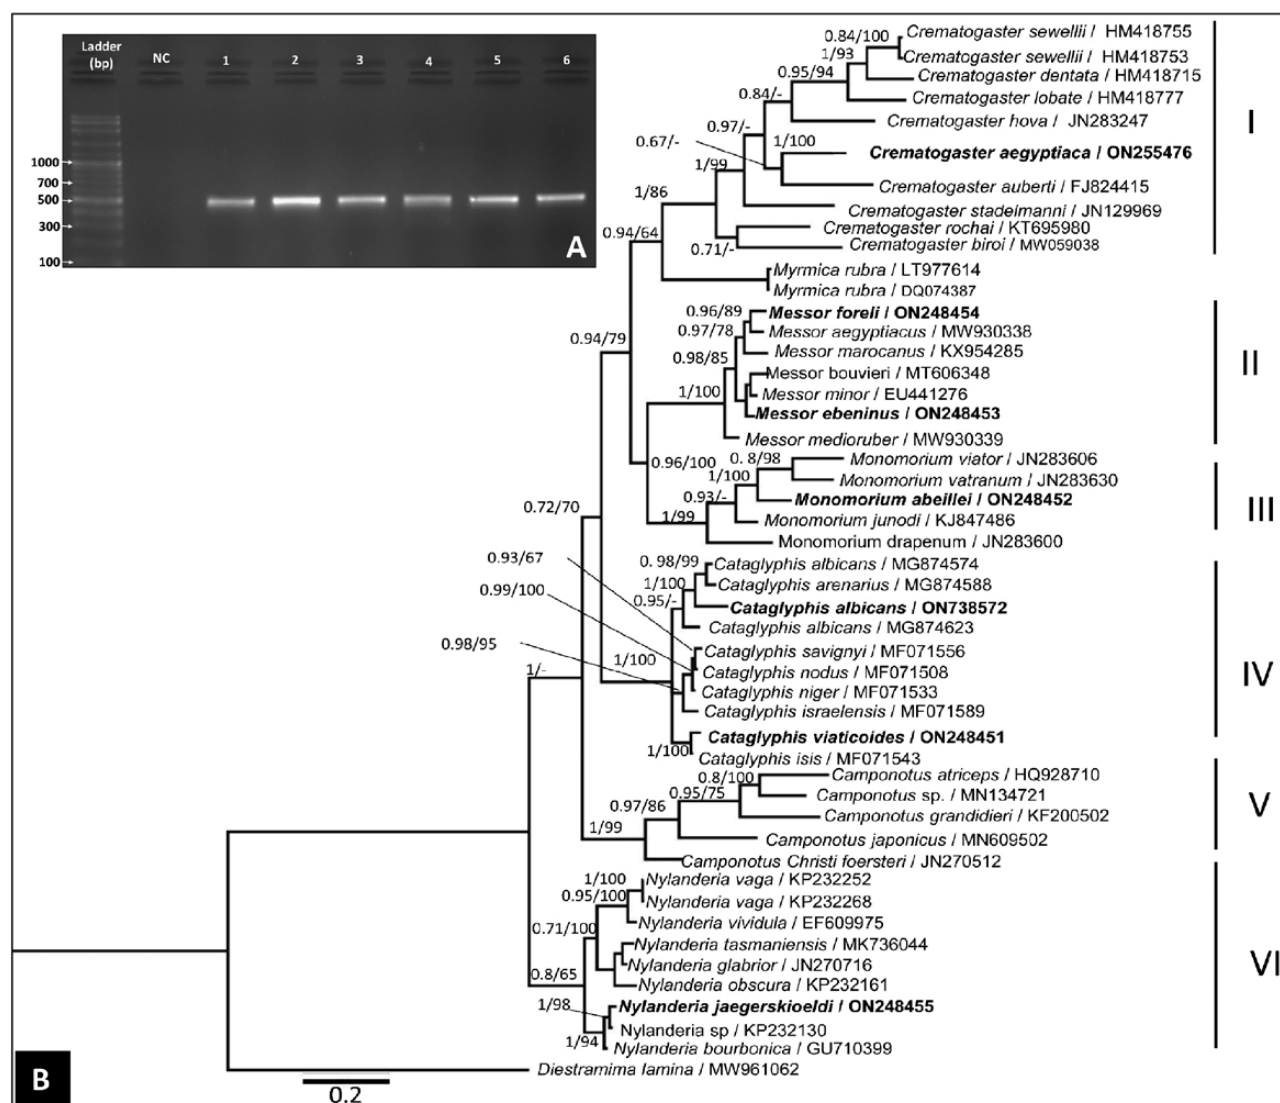 Ladder
(bp)
NC
1
2
3
4
5
6
1000
700
500
300
100
A
0.84/100
Crematogaster sewellii / HM418755
1/93
Crematogaster sewellii / HM418753
0.95/94
Crematogaster dentata / HM418715
0.84/-
Crematogaster lobate / HM418777
0.97/-
Crematogaster hova / JN283247
0.67/-
1/100
Crematogaster aegyptiaca / ON255476
1/99
Crematogaster auberti / FJ824415
1/86
Crematogaster stadelmanni / JN129969
0.94/64
Crematogaster rochai / KT695980
0.71/-
Crematogaster biroi / MW059038
I
Myrmica rubra / LT977614
Myrmica rubra / DQ074387
0.96/89
Messor foreli / ON248454
0.97/78
Messor aegyptiacus / MW930338
0.94/79
0.98/85
Messor marocanus / KX954285
Messor bouvieri / MT606348
1/100
Messor minor / EU441276
Messor ebeninus / ON248453
Messor medioruber / MW930339
II
0.96/100
0. 8/98
Monomorium viator / JN283606
1/100
Monomorium vatranum / JN283630
0.93/-
Monomorium abeillei / ON248452
1/99
Monomorium junodi / KJ847486
Monomorium drapenum / JN283600
III
0.72/70
0.93/67
0. 98/99
Cataglyphis albicans / MG874574
0.99/100
1/100
Cataglyphis arenarius / MG874588
0.95/-
Cataglyphis albicans / ON738572
Cataglyphis albicans / MG874623
0.98/95
1/100
Cataglyphis savignyi / MF071556
1/-
Cataglyphis nodus / MF071508
Cataglyphis niger / MF071533
Cataglyphis israelensis / MF071589
Cataglyphis viaticoides / ON248451
1/100
Cataglyphis isis / MF071543
IV
0.8/100
Camponotus atriceps / HQ928710
0.95/75
Camponotus sp. / MN134721
0.97/86
Camponotus grandidieri / KF200502
1/99
Camponotus japonicus / MN609502
Camponotus Christi foersteri / JN270512
V
1/100
Nylanderia vaga / KP232252
0.95/100
Nylanderia vaga / KP232268
Nylanderia vividula / EF609975
0.71/100
Nylanderia tasmaniensis / MK736044
Nylanderia glabrior / JN270716
0.8/65
Nylanderia obscura / KP232161
1/98
Nylanderia jaegerskioeldi / ON248455
Nylanderia sp / KP232130
1/94
Nylanderia bourbonica / GU710399
VI
Diestramima lamina / MW961062
B
0.2